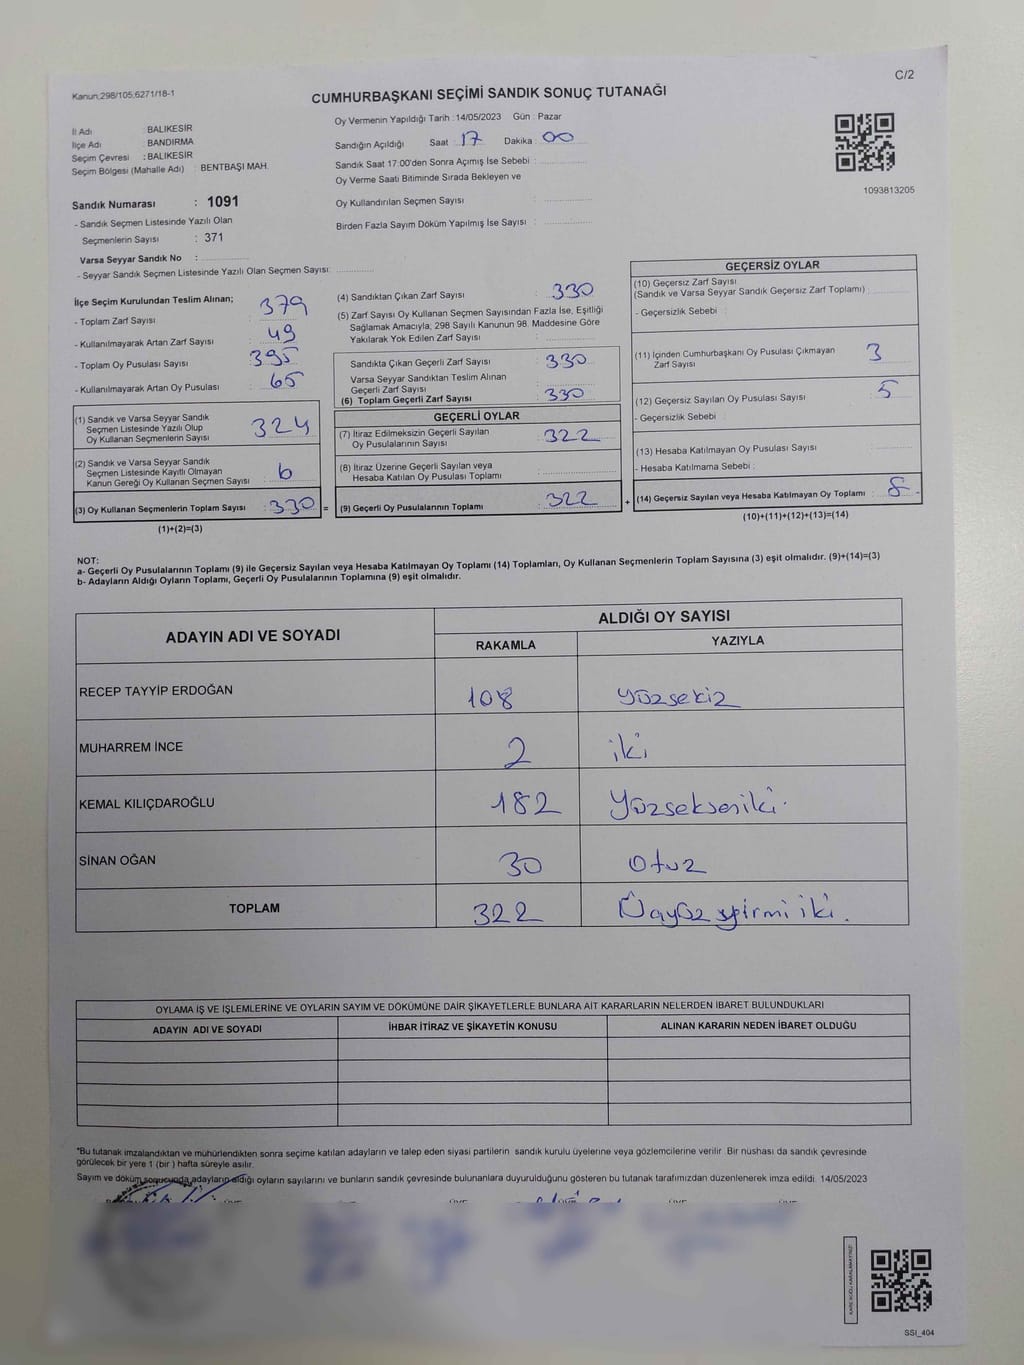 C/2
Kanun;298/105,6271/18-1
CUMHURBAŞKANI SEÇİMİ SANDIK SONUÇ TUTANAĞI
İl Adı : BALIKESİR
İlçe Adı : BANDIRMA
Seçim Çevresi : BALIKESİR
Seçim Bölgesi (Mahalle Adı) : BENTBAŞI MAH.
Sandık Numarası : 1091
- Sandık Seçmen Listesinde Yazılı Olan
Seçmenlerin Sayısı : 371
Varsa Seyyar Sandık No :
- Seyyar Sandık Seçmen Listesinde Yazılı Olan Seçmen Sayısı:
Oy Vermenin Yapıldığı Tarih :14/05/2023 Gün : Pazar
Sandığın Açıldığı Saat : 17 Dakika : 00
Sandık Saat 17:00'den Sonra Açımış İse Sebebi :
Oy Verme Saati Bitiminde Sırada Bekleyen ve
Oy Kullandırılan Seçmen Sayısı :
Birden Fazla Sayım Döküm Yapılmış İse Sayısı :
1093813205
İlçe Seçim Kurulundan Teslim Alınan;
- Toplam Zarf Sayısı : 379
- Kullanılmayarak Artan Zarf Sayısı : 49
- Toplam Oy Pusulası Sayısı : 395
- Kullanılmayarak Artan Oy Pusulası : 65
(1) Sandık ve Varsa Seyyar Sandık
Seçmen Listesinde Yazılı Olup
Oy Kullanan Seçmenlerin Sayısı : 324
(2) Sandık ve Varsa Seyyar Sandık
Seçmen Listesinde Kayıtlı Olmayan
Kanun Gereği Oy Kullanan Seçmen Sayısı : 6
(3) Oy Kullanan Seçmenlerin Toplam Sayısı : 330 =
(1)+(2)=(3)
(4) Sandıktan Çıkan Zarf Sayısı : 330
(5) Zarf Sayısı Oy Kullanan Seçmen Sayısından Fazla İse, Eşitliği
Sağlamak Amacıyla; 298 Sayılı Kanunun 98. Maddesine Göre
Yakılarak Yok Edilen Zarf Sayısı :
Sandıkta Çıkan Geçerli Zarf Sayısı : 330
Varsa Seyyar Sandıktan Teslim Alınan
Geçerli Zarf Sayısı :
(6) Toplam Geçerli Zarf Sayısı : 330
GEÇERLİ OYLAR
(7) İtiraz Edilmeksizin Geçerli Sayılan
Oy Pusulalarının Sayısı : 322
(8) İtiraz Üzerine Geçerli Sayılan veya
Hesaba Katılan Oy Pusulası Toplamı :
(9) Geçerli Oy Pusulalarının Toplamı : 322 +
GEÇERSİZ OYLAR
(10) Geçersiz Zarf Sayısı
(Sandık ve Varsa Seyyar Sandık Geçersiz Zarf Toplamı) :
- Geçersizlik Sebebi :
(11) İçinden Cumhurbaşkanı Oy Pusulası Çıkmayan
Zarf Sayısı : 3
(12) Geçersiz Sayılan Oy Pusulası Sayısı : 5
- Geçersizlik Sebebi :
(13) Hesaba Katılmayan Oy Pusulası Sayısı :
- Hesaba Katılmama Sebebi :
(14) Geçersiz Sayılan veya Hesaba Katılmayan Oy Toplamı : 8
(10)+(11)+(12)+(13)=(14)
NOT:
a- Geçerli Oy Pusulalarının Toplamı (9) ile Geçersiz Sayılan veya Hesaba Katılmayan Oy Toplamı (14) Toplamları, Oy Kullanan Seçmenlerin Toplam Sayısına (3) eşit olmalıdır. (9)+(14)=(3)
b- Adayların Aldığı Oyların Toplamı, Geçerli Oy Pusulalarının Toplamına (9) eşit olmalıdır.
ADAYIN ADI VE SOYADI ALDIĞI OY SAYISI
RAKAMLA YAZIYLA
RECEP TAYYİP ERDOĞAN 108 Yüzsekiz
MUHARREM İNCE 2 iki
KEMAL KILIÇDAROĞLU 182 Yüzsekseniki.
SİNAN OĞAN 30 Otuz
TOPLAM 322 Üçyüz yirmi iki.
OYLAMA İŞ VE İŞLEMLERİNE VE OYLARIN SAYIM VE DÖKÜMÜNE DAİR ŞİKAYETLERLE BUNLARA AİT KARARLARIN NELERDEN İBARET BULUNDUKLARI
ADAYIN ADI VE SOYADI İHBAR İTİRAZ VE ŞİKAYETİN KONUSU ALINAN KARARIN NEDEN İBARET OLDUĞU
*Bu tutanak imzalandıktan ve mühürlendikten sonra seçime katılan adayların ve talep eden siyasi partilerin sandık kurulu üyelerine veya gözlemcilerine verilir. Bir nüshası da sandık çevresinde
görülecek bir yere 1 (bir ) hafta süreyle asılır.
Sayım ve döküm sonucunda adayların aldığı oyların sayılarını ve bunların sandık çevresinde bulunanlara duyurulduğunu gösteren bu tutanak tarafımızdan düzenlenerek imza edildi. 14/05/2023
KARE KODU KARALAMAYINIZ!
SSI_404